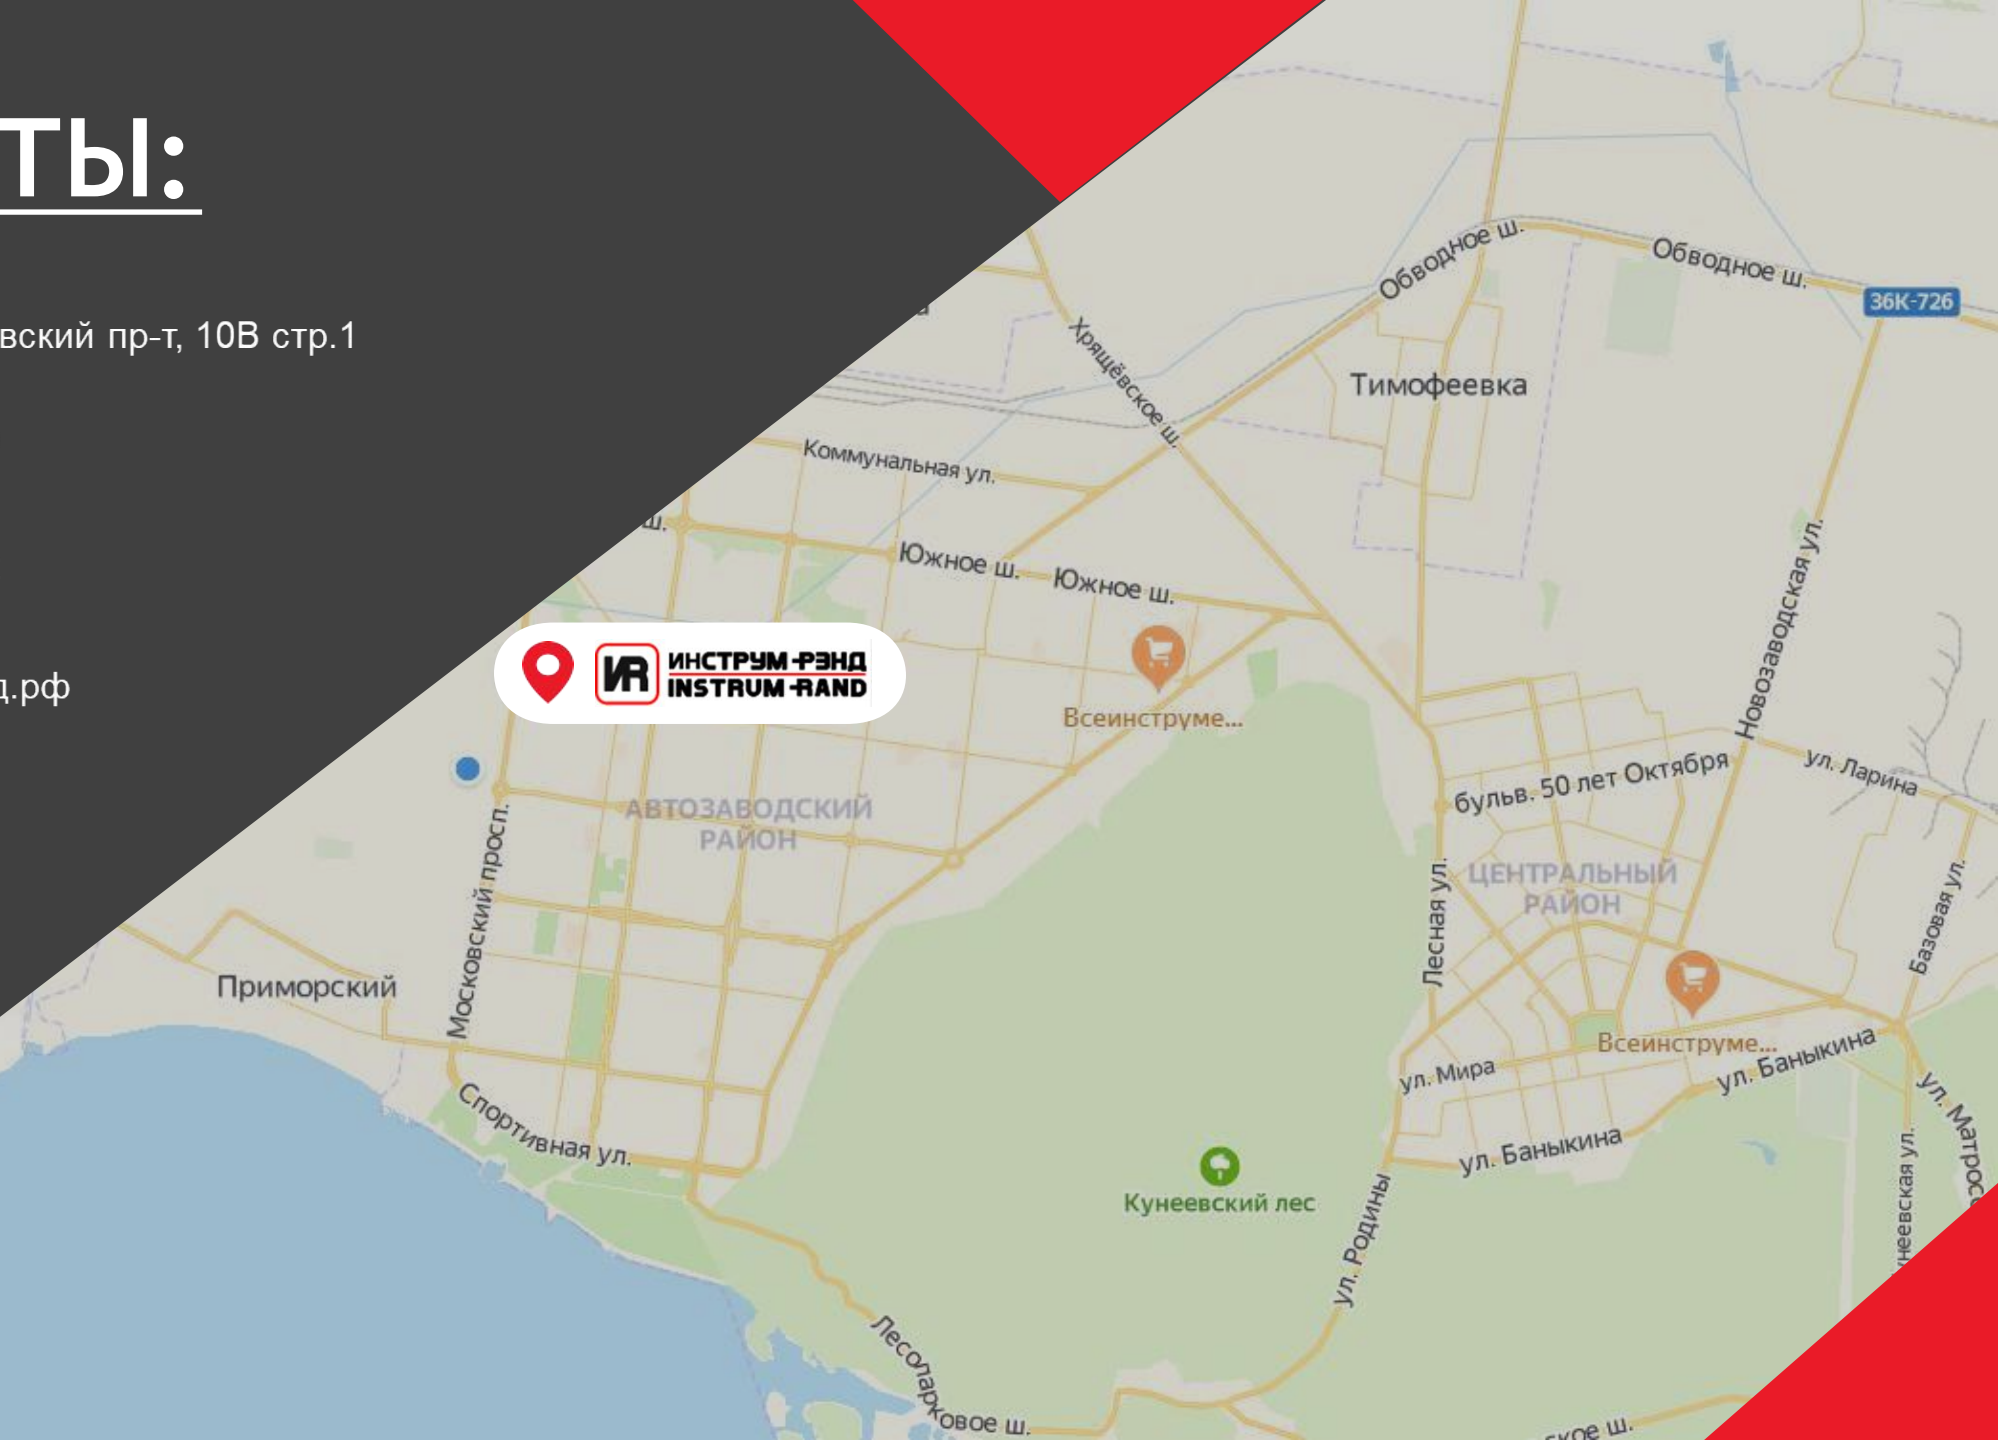 ТЫ:
вский пр-т, 10В стр.1
д.рф
Обводное ш.
Обводное ш.
36К-726
Хрящёвское ш.
Тимофеевка
Коммунальная ул.
ш.
Южное ш.
Южное ш.
Новозаводская ул.
ИНСТРУМ-РЭНД
INSTRUM-RAND
IR
Всеинструме...
бульв. 50 лет Октября
ул. Ларина
АВТОЗАВОДСКИЙ
РАЙОН
Московский просп.
ЦЕНТРАЛЬНЫЙ
РАЙОН
Лесная ул.
Базовая ул.
Приморский
Всеинструме...
ул. Мира
ул. Баныкина
ул. Баныкина
ул. Матрос
Спортивная ул.
Кунеевский лес
ул. Родины
неевская ул.
Лесопарковое ш.
ское ш.